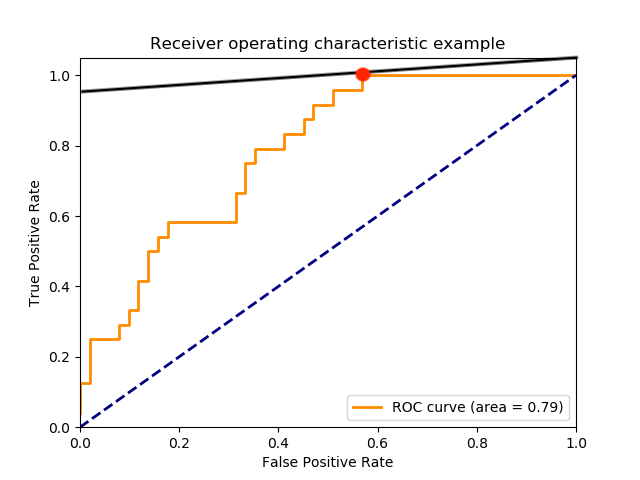 Receiver operating characteristic example
True Positive Rate
1.0
0.8
0.6
0.4
0.2
0.0
ROC curve (area = 0.79)
0.0 0.2 0.4 0.6 0.8 1.0
False Positive Rate